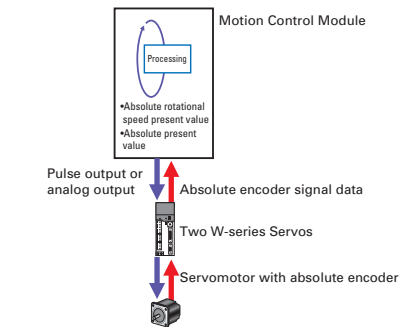 Motion Control Module
Processing
•Absolute rotational
speed present value
•Absolute present
value
Pulse output or
analog output
Absolute encoder signal data
Two W-series Servos
Servomotor with absolute encoder